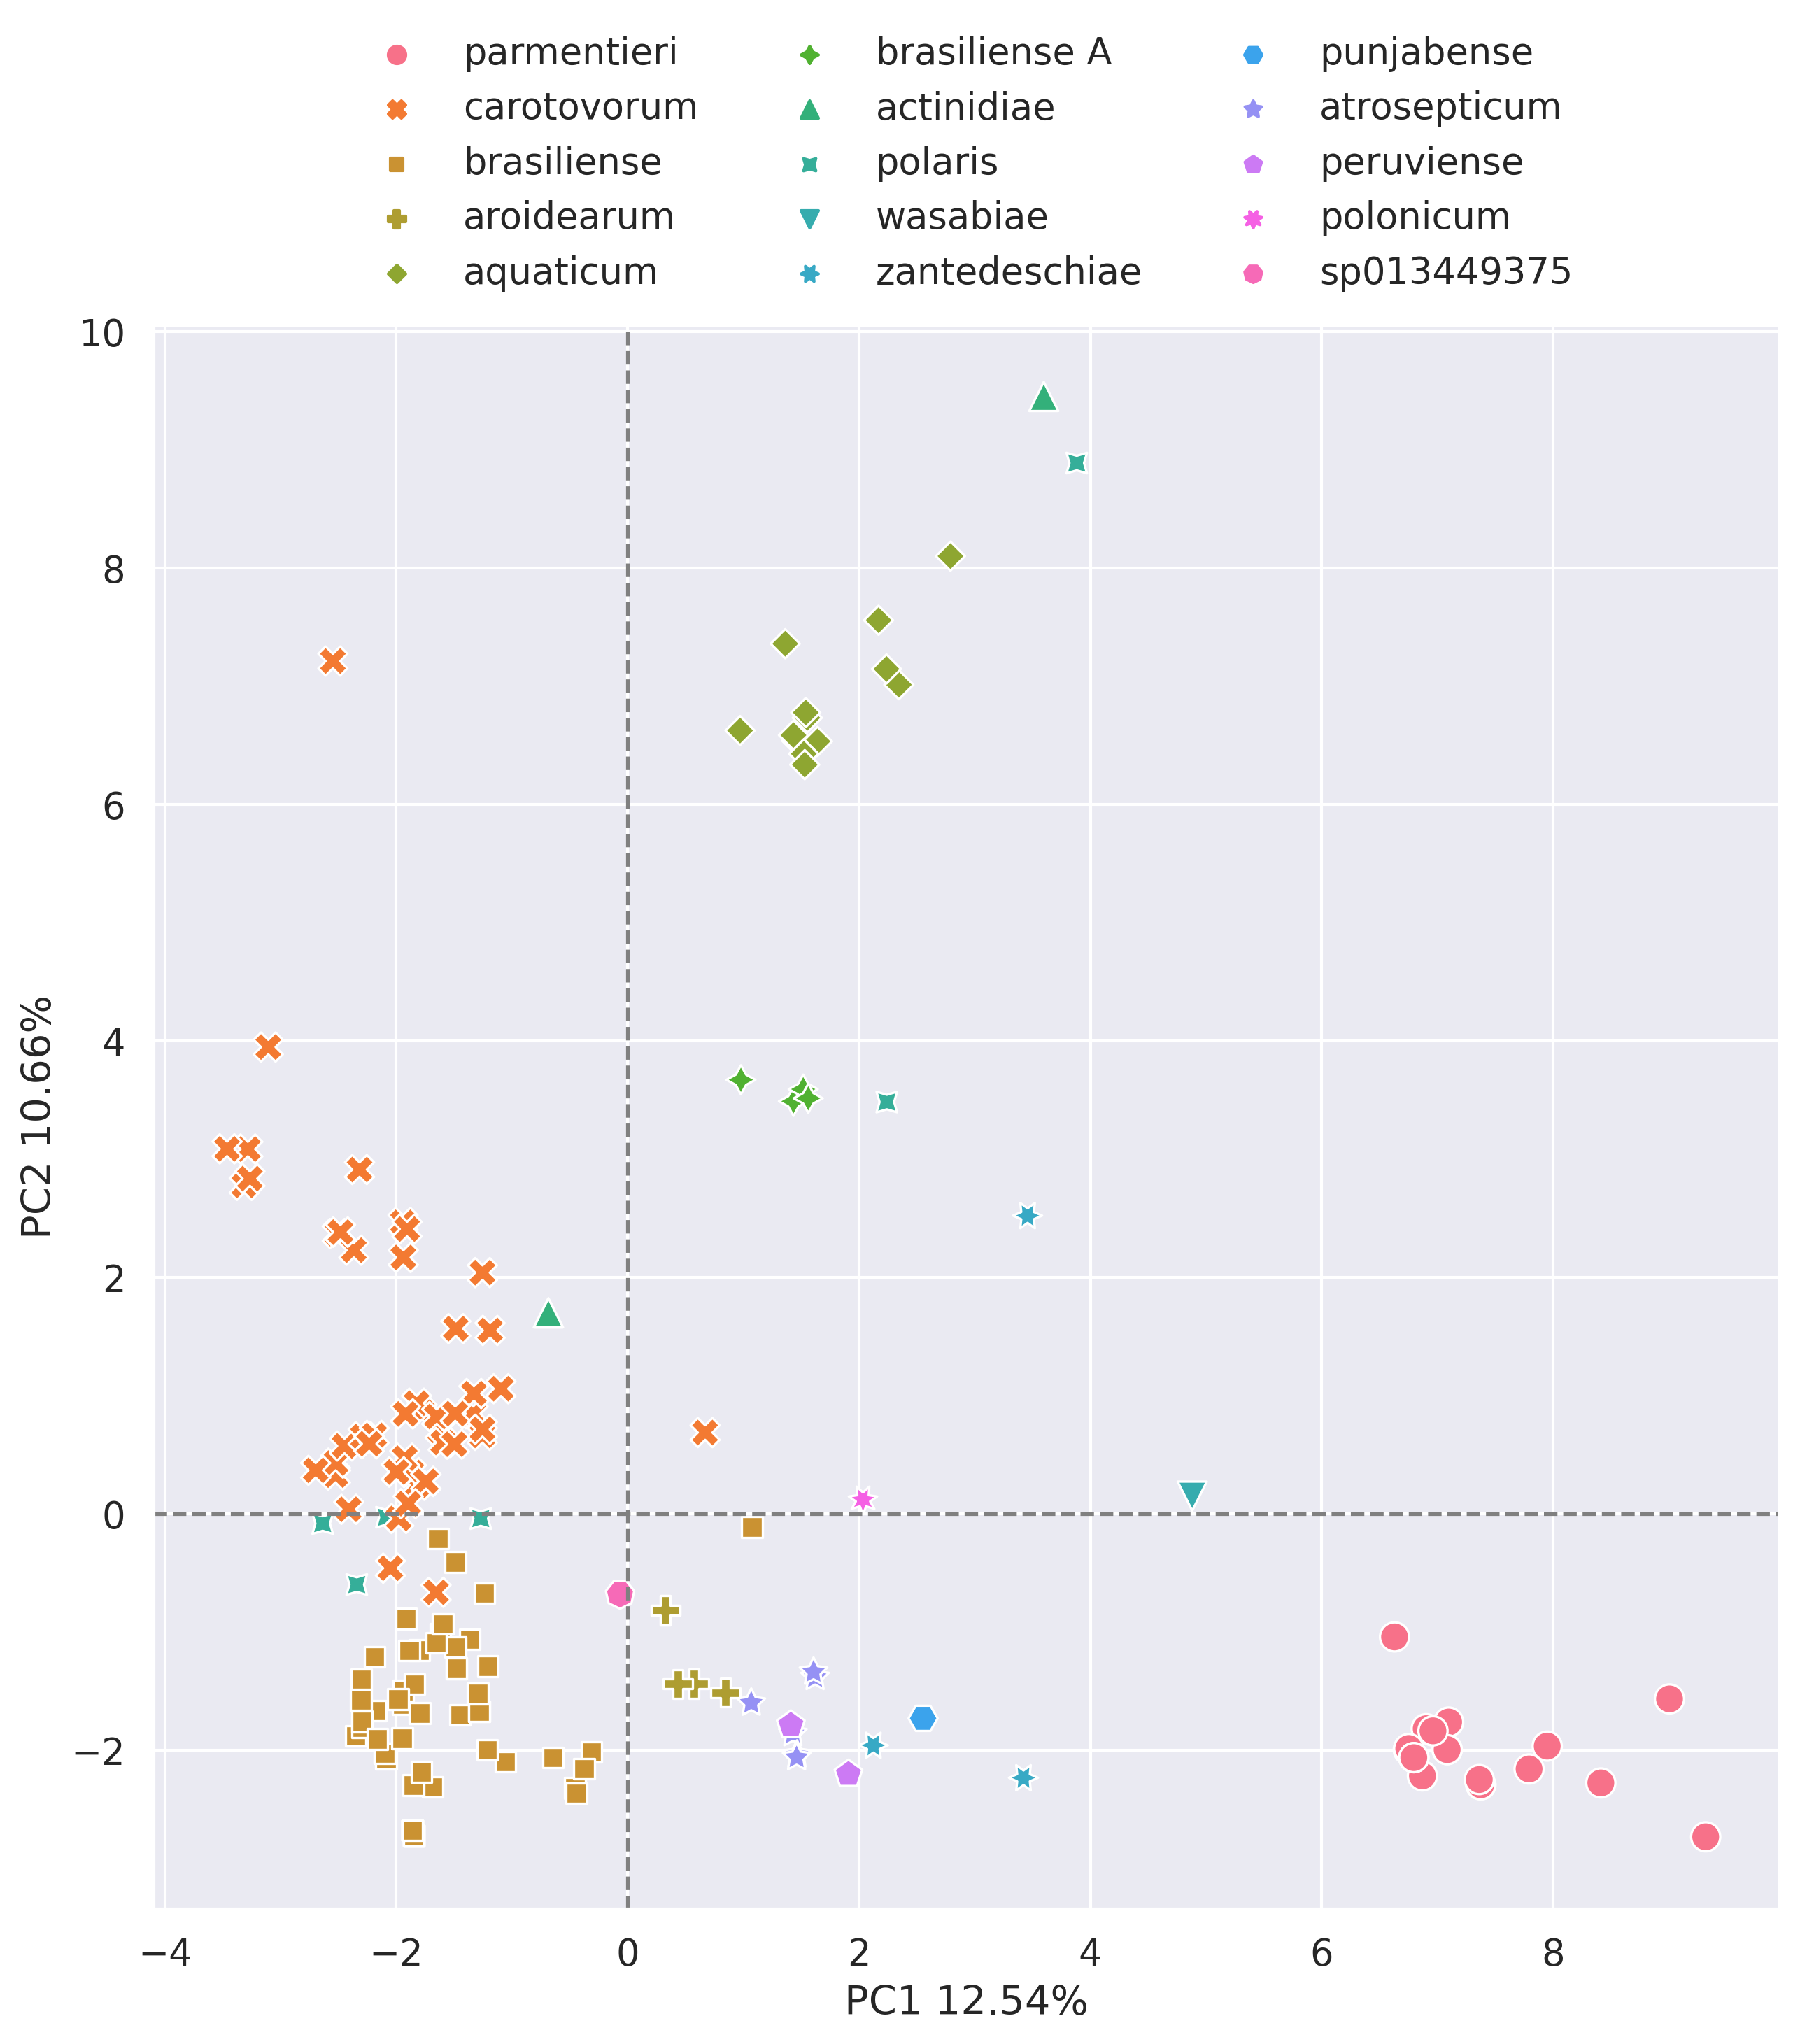 parmentieri
carotovorum
brasiliense
aroidearum
aquaticum
brasiliense A
actinidiae
polaris
wasabiae
zantedeschiae
punjabense
atrosepticum
peruviense
polonicum
sp013449375
10
8
6
4
2
0
−2
PC2 10.66%
−4
−2
0
2
4
6
8
PC1 12.54%